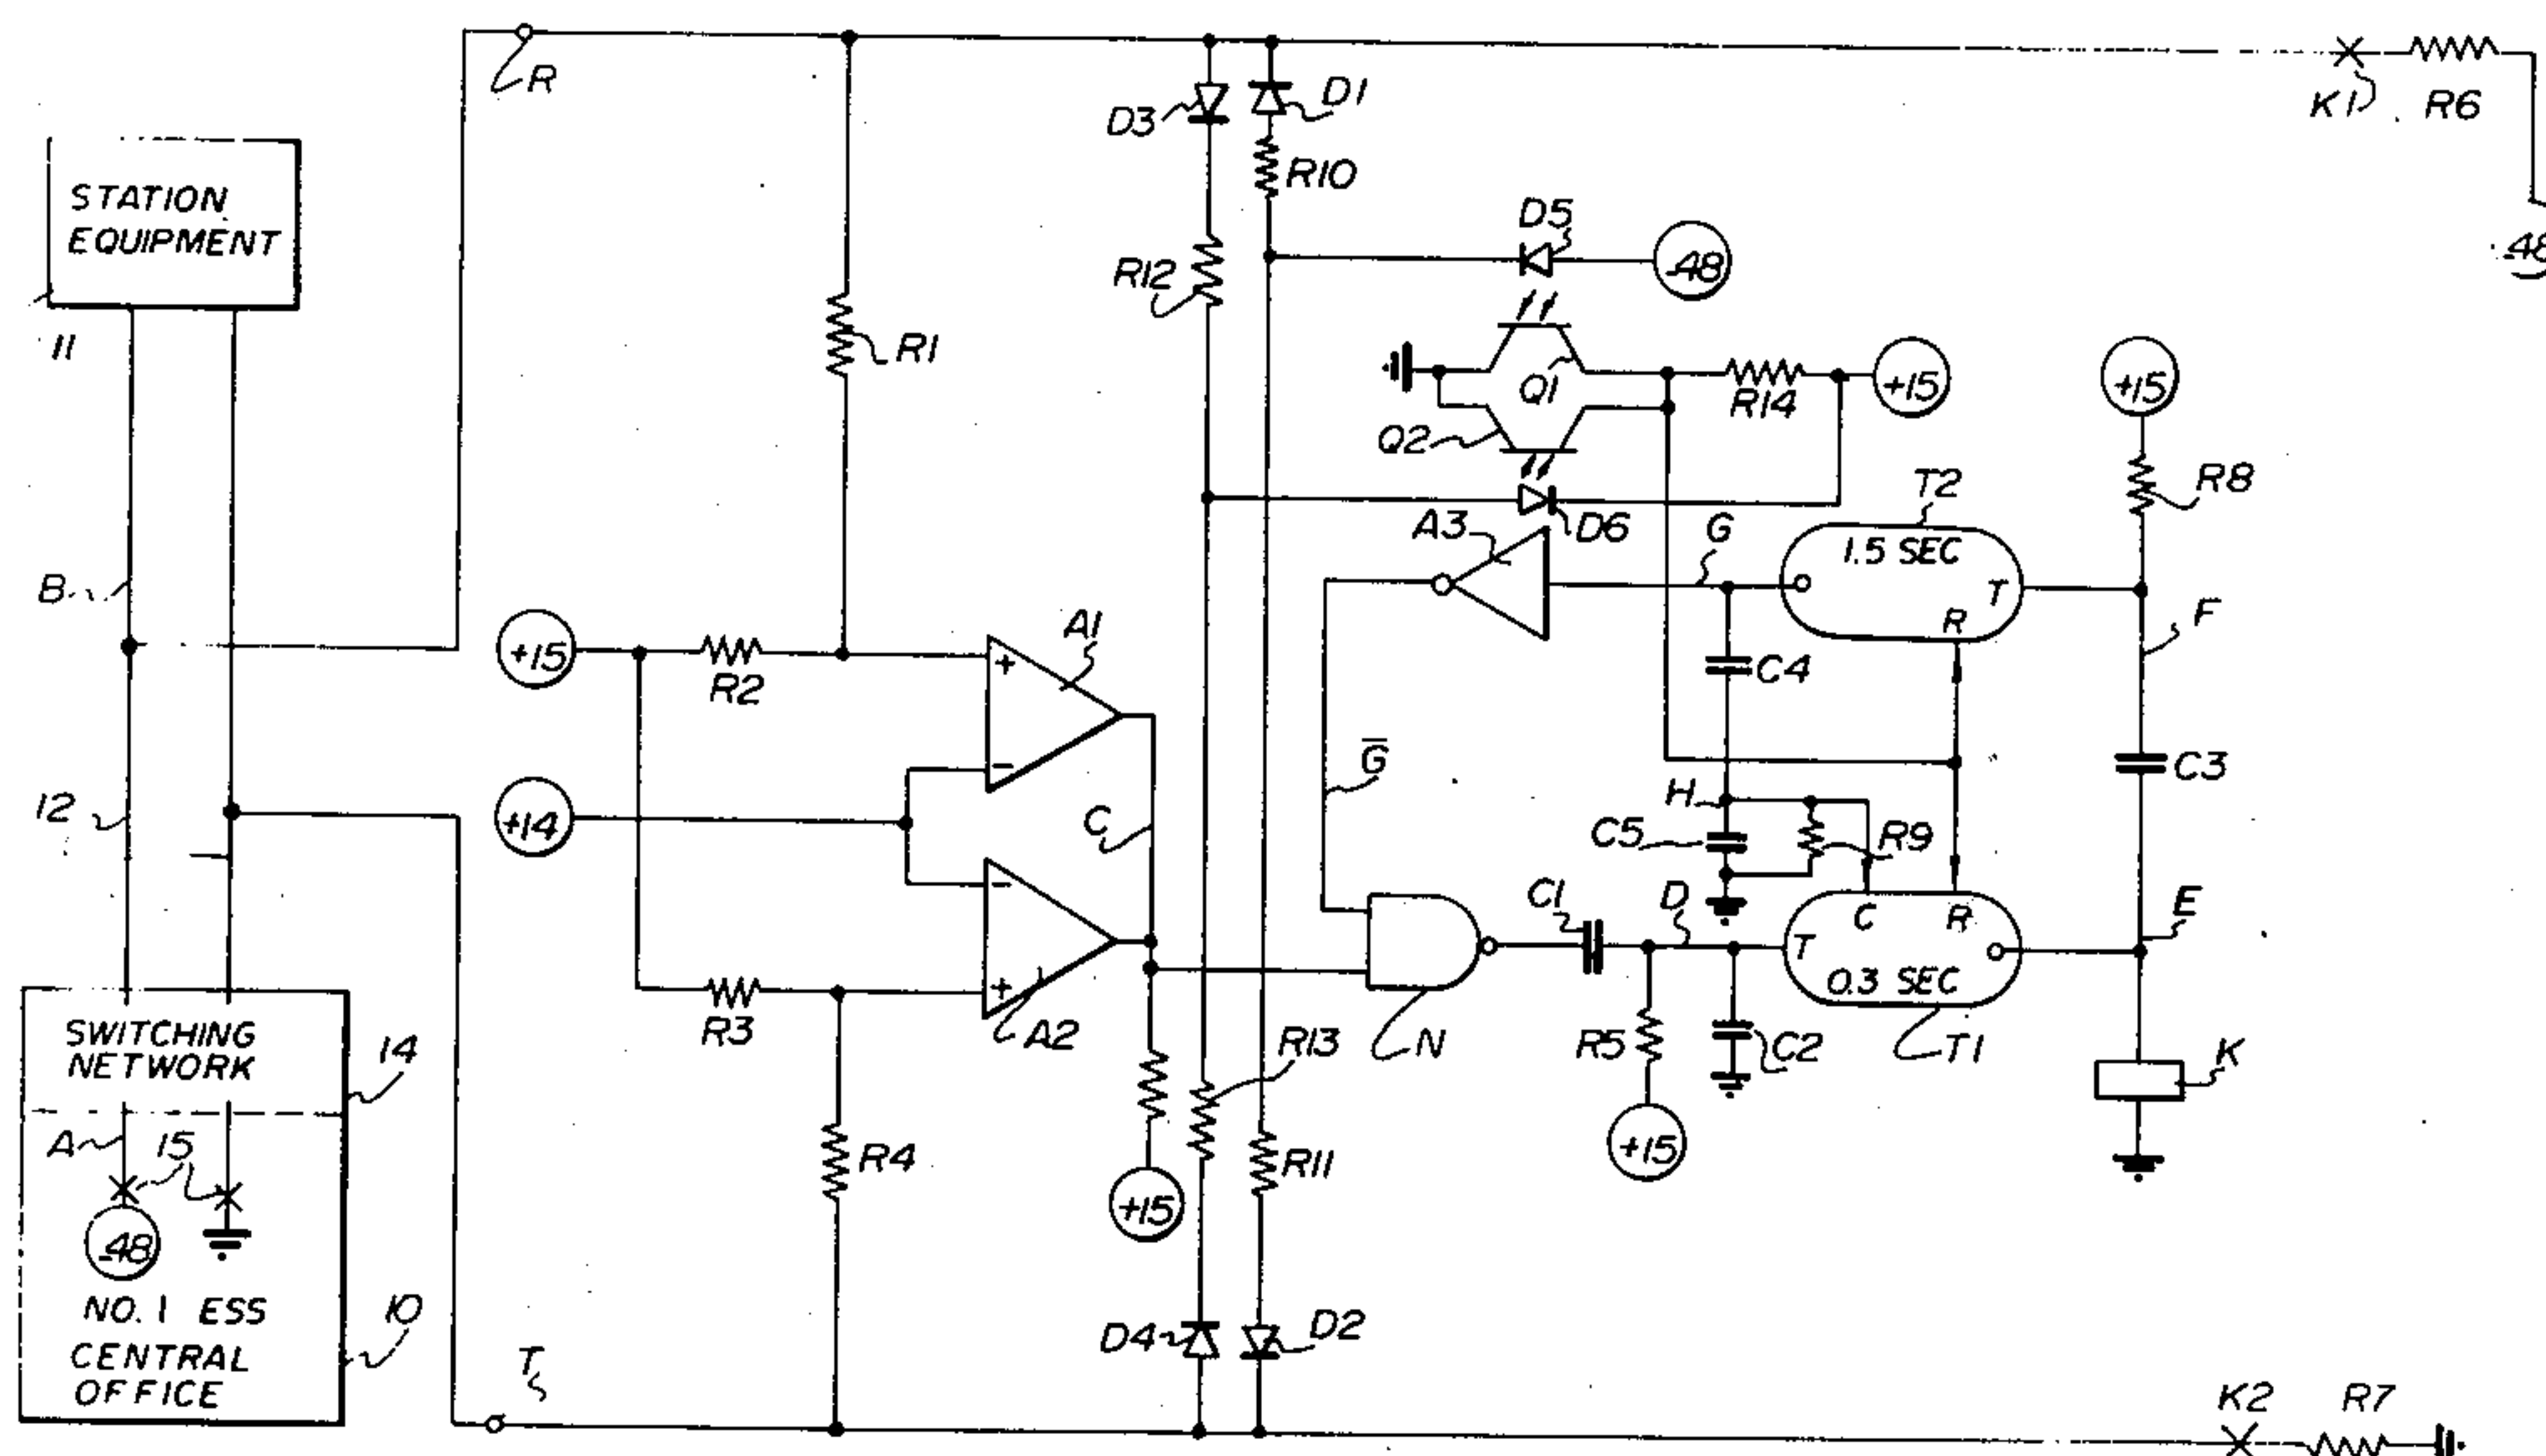 R
K1
R6
-48
D3
D1
R10
STATION
EQUIPMENT
11
R12
D5
-48
R1
Q1
R14
+15
+15
Q2
D6
T2
R8
A3
G
1.5 SEC
T
R
F
B
+15
R2
A1
+
-
C4
G̅
C3
12
+14
C
H
C5
R9
-
+
R3
A2
C1
D
T
C
R
0.3 SEC
E
SWITCHING
NETWORK
14
R13
N
R5
C2
T1
K
A
15
-48
R4
+15
R11
+15
NO. 1 ESS
CENTRAL
OFFICE
10
T
D4
D2
K2
R7